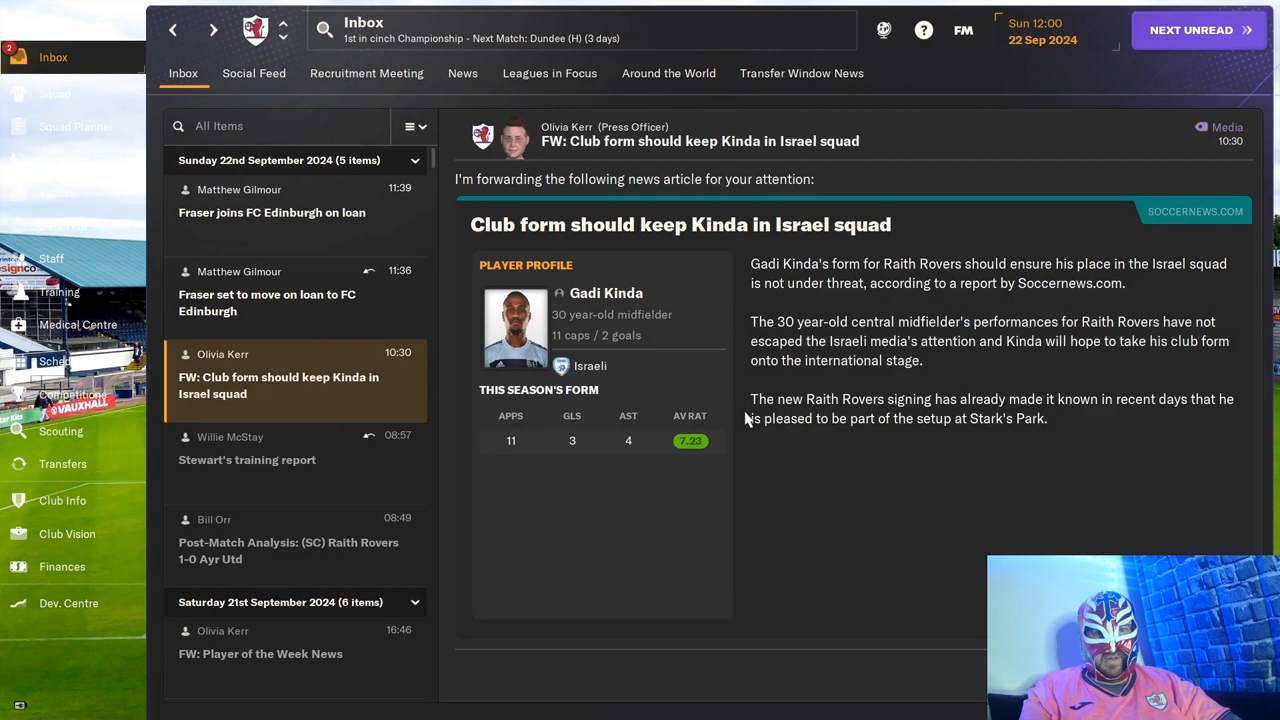 Inbox
1st in cinch Championship - Next Match: Dundee (H) (3 days)
?
FM
Sun 12:00
22 Sep 2024
NEXT UNREAD
2
Inbox
Squad
Squad Planner
Staff
Training
Medical Centre
Sched
Competitions
Scouting
Transfers
Club Info
Club Vision
Finances
Dev. Centre
VAUXHALL
Inbox
Social Feed
Recruitment Meeting
News
Leagues in Focus
Around the World
Transfer Window News
All Items
Sunday 22nd September 2024 (5 items)
Matthew Gilmour 11:39
Fraser joins FC Edinburgh on loan
Matthew Gilmour 11:36
Fraser set to move on loan to FC
Edinburgh
Olivia Kerr 10:30
FW: Club form should keep Kinda in
Israel squad
Willie McStay 08:57
Stewart's training report
Bill Orr 08:49
Post-Match Analysis: (SC) Raith Rovers
1-0 Ayr Utd
Saturday 21st September 2024 (6 items)
Olivia Kerr 16:46
FW: Player of the Week News
Olivia Kerr (Press Officer)
FW: Club form should keep Kinda in Israel squad
Media
10:30
I'm forwarding the following news article for your attention:
SOCCERNEWS.COM
Club form should keep Kinda in Israel squad
PLAYER PROFILE
Gadi Kinda
30 year-old midfielder
11 caps / 2 goals
Israeli
THIS SEASON'S FORM
APPS GLS AST AV RAT
11 3 4 7.23
Gadi Kinda's form for Raith Rovers should ensure his place in the Israel squad
is not under threat, according to a report by Soccernews.com.
The 30 year-old central midfielder's performances for Raith Rovers have not
escaped the Israeli media's attention and Kinda will hope to take his club form
onto the international stage.
The new Raith Rovers signing has already made it known in recent days that he
is pleased to be part of the setup at Stark's Park.